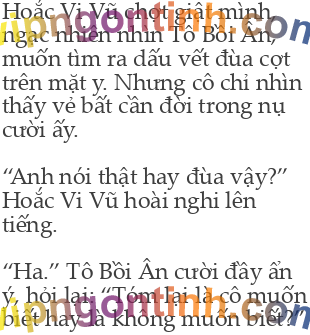 Hoắc Vi Vũ chợt giật mình,
ngạc nhiên nhìn Tô Bồi Ân,
muốn tìm ra dấu vết đùa cợt
trên mặt y. Nhưng cô chỉ nhìn
thấy vẻ bất cần đời trong nụ
cười ấy.
“Anh nói thật hay đùa vậy?”
Hoắc Vi Vũ hoài nghi lên
tiếng.
“Ha.” Tô Bồi Ân cười đầy ẩn
ý, hỏi lại: “Tóm lại là cô muốn
biết hay là không muốn biết?”